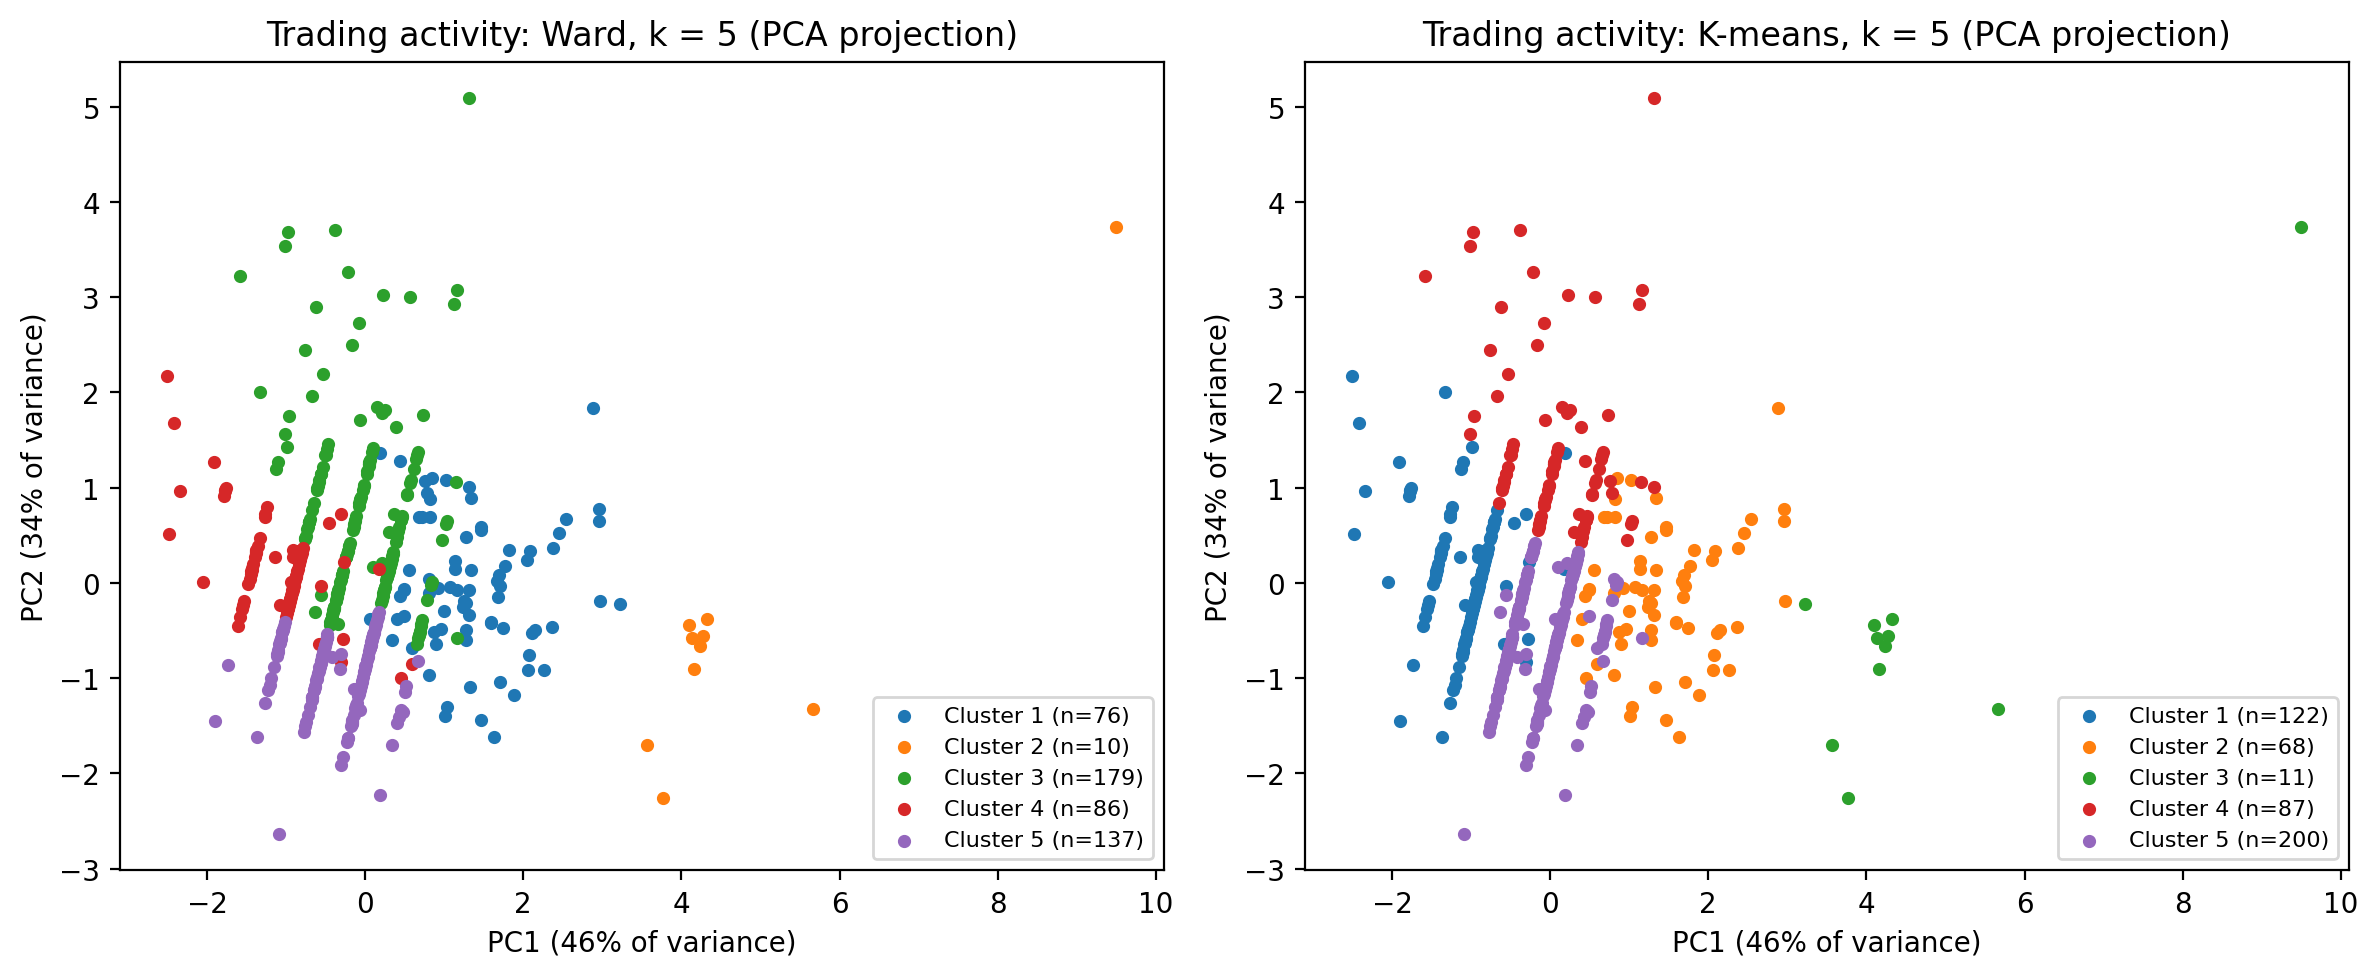 Trading activity: Ward, k = 5 (PCA projection)
PC2 (34% of variance)
5
4
3
2
1
0
−1
−2
−3
−2
0
2
4
6
8
10
PC1 (46% of variance)
Cluster 1 (n=76)
Cluster 2 (n=10)
Cluster 3 (n=179)
Cluster 4 (n=86)
Cluster 5 (n=137)
Trading activity: K-means, k = 5 (PCA projection)
PC2 (34% of variance)
5
4
3
2
1
0
−1
−2
−3
−2
0
2
4
6
8
10
PC1 (46% of variance)
Cluster 1 (n=122)
Cluster 2 (n=68)
Cluster 3 (n=11)
Cluster 4 (n=87)
Cluster 5 (n=200)